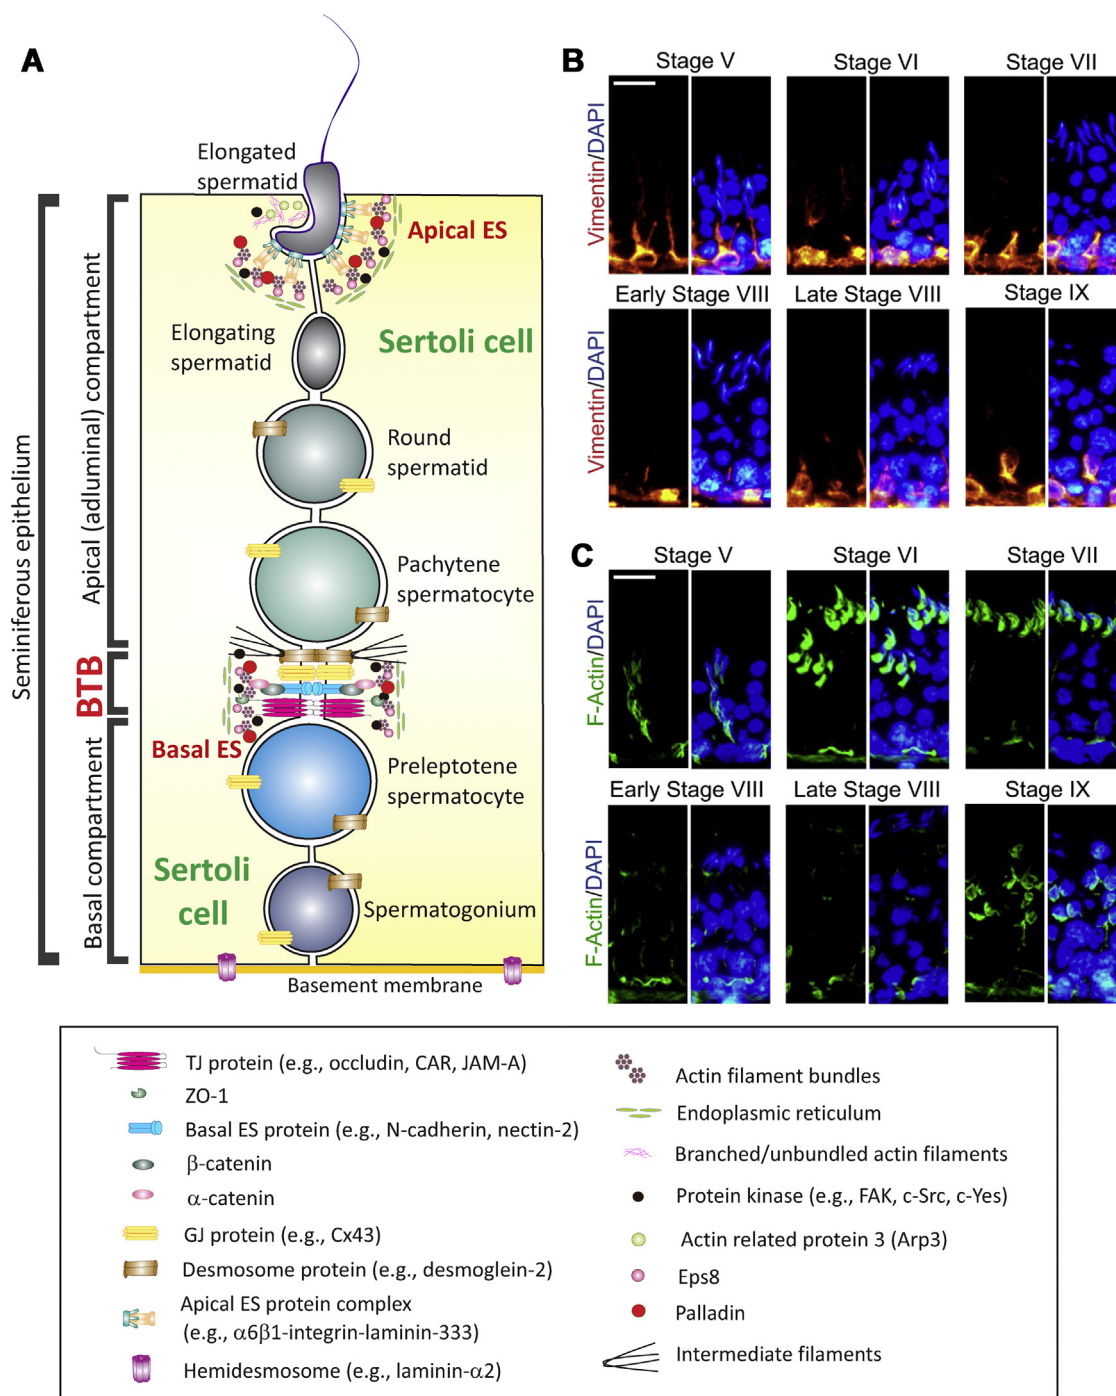 A
Elongated
spermatid
Apical ES
Elongating
spermatid
Sertoli cell
Round
spermatid
Pachytene
spermatocyte
Basal ES
Preleptotene
spermatocyte
Sertoli
cell
Spermatogonium
Basement membrane
Seminiferous epithelium
Apical (adluminal) compartment
BTB
Basal compartment
B
Stage V
Stage VI
Stage VII
Vimentin/DAPI
Early Stage VIII
Late Stage VIII
Stage IX
Vimentin/DAPI
C
Stage V
Stage VI
Stage VII
F-Actin/DAPI
Early Stage VIII
Late Stage VIII
Stage IX
F-Actin/DAPI
TJ protein (e.g., occludin, CAR, JAM-A)
ZO-1
Basal ES protein (e.g., N-cadherin, nectin-2)
β-catenin
α-catenin
GJ protein (e.g., Cx43)
Desmosome protein (e.g., desmoglein-2)
Apical ES protein complex
(e.g., α6β1-integrin-laminin-333)
Hemidesmosome (e.g., laminin-α2)
Actin filament bundles
Endoplasmic reticulum
Branched/unbundled actin filaments
Protein kinase (e.g., FAK, c-Src, c-Yes)
Actin related protein 3 (Arp3)
Eps8
Palladin
Intermediate filaments